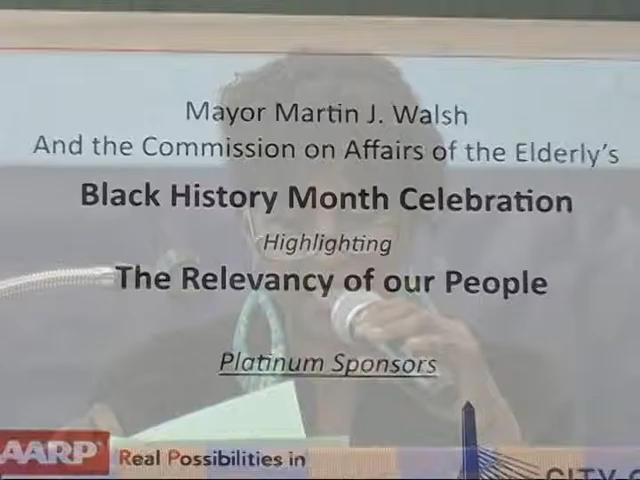 Mayor Martin J. Walsh
And the Commission on Affairs of the Elderly's
Black History Month Celebration
Highlighting
The Relevancy of our People
Platinum Sponsors
AARP Real Possibilities in
CITY